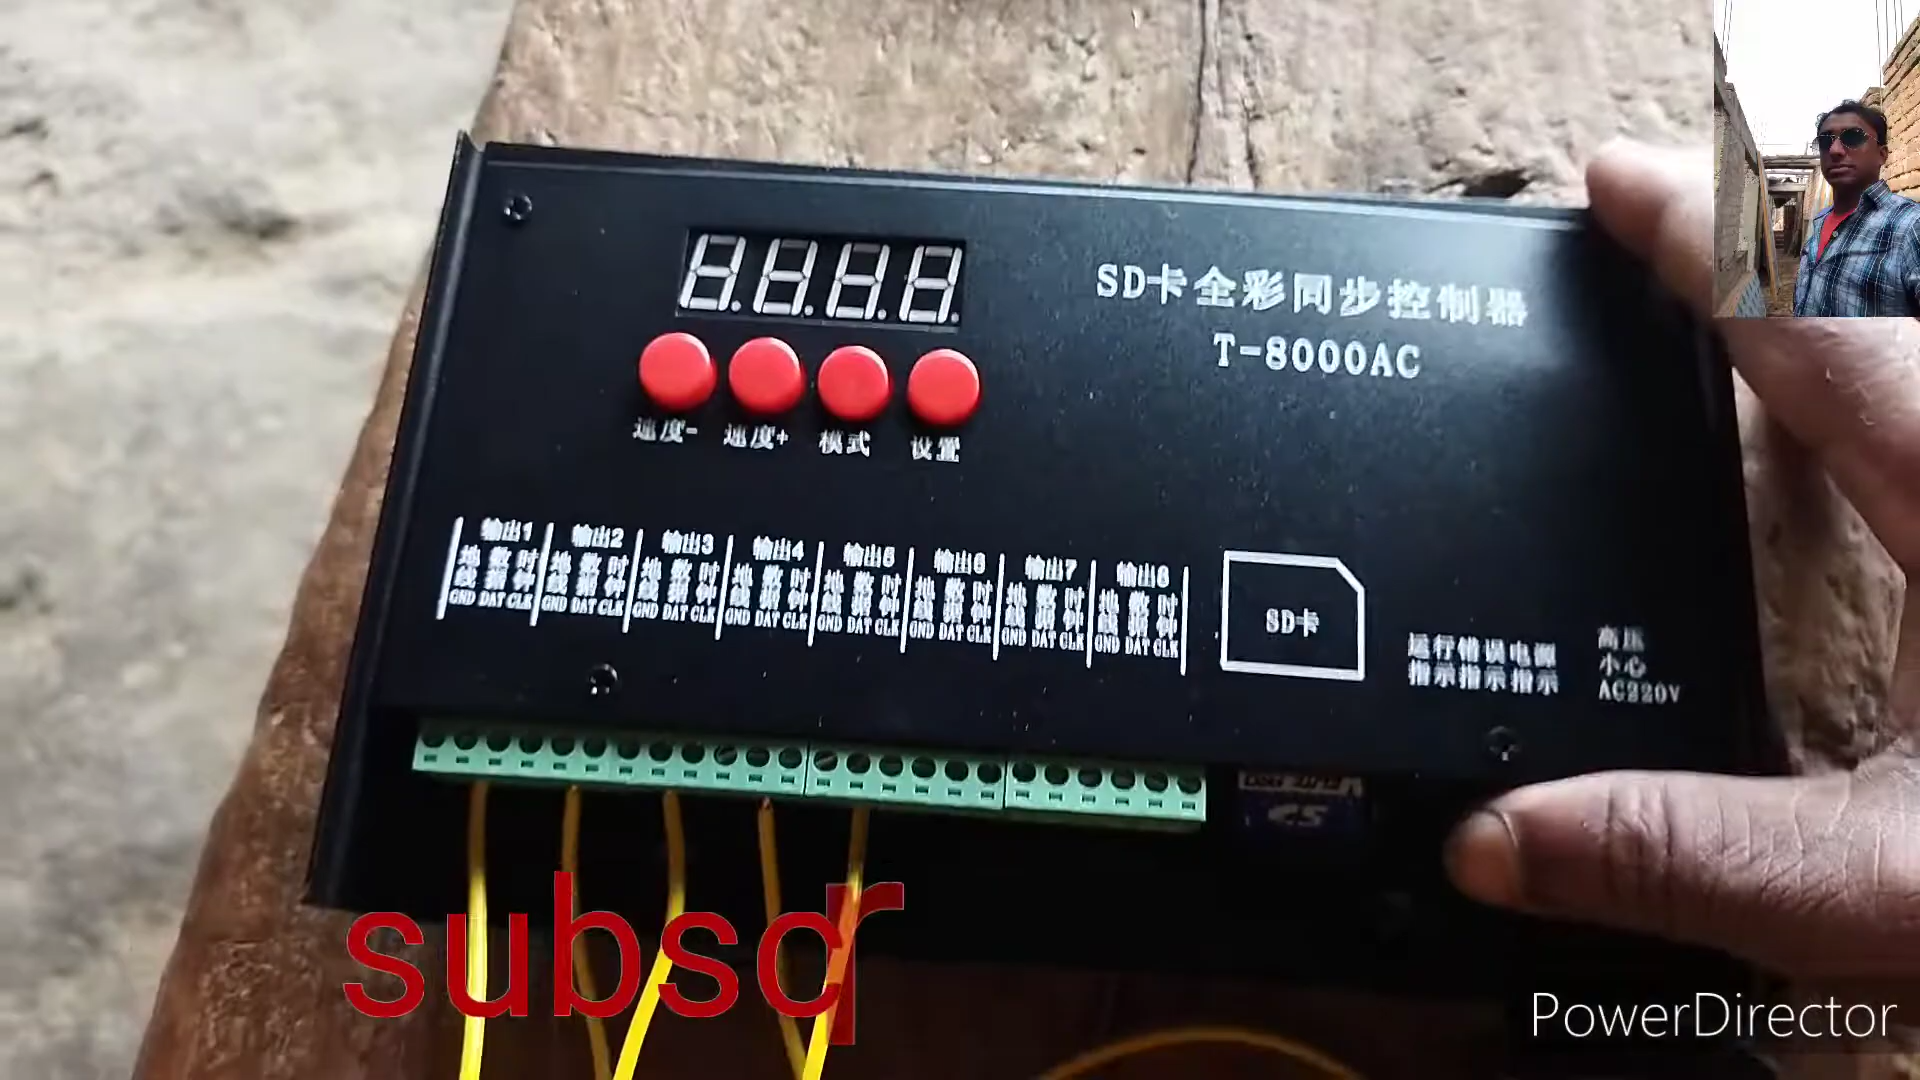 SD卡全彩同步控制器
T-8000AC
速度- 速度+ 模式 设置
输出1 输出2 输出3 输出4 输出5 输出6 输出7 输出8
地线 数据 时钟 地线 数据 时钟 地线 数据 时钟 地线 数据 时钟 地线 数据 时钟 地线 数据 时钟 地线 数据 时钟 地线 数据 时钟
GND DAT CLK GND DAT CLK GND DAT CLK GND DAT CLK GND DAT CLK GND DAT CLK GND DAT CLK GND DAT CLK
SD卡
运行指示 错误指示 电源指示
高压
小心
AC220V
subscr
PowerDirector